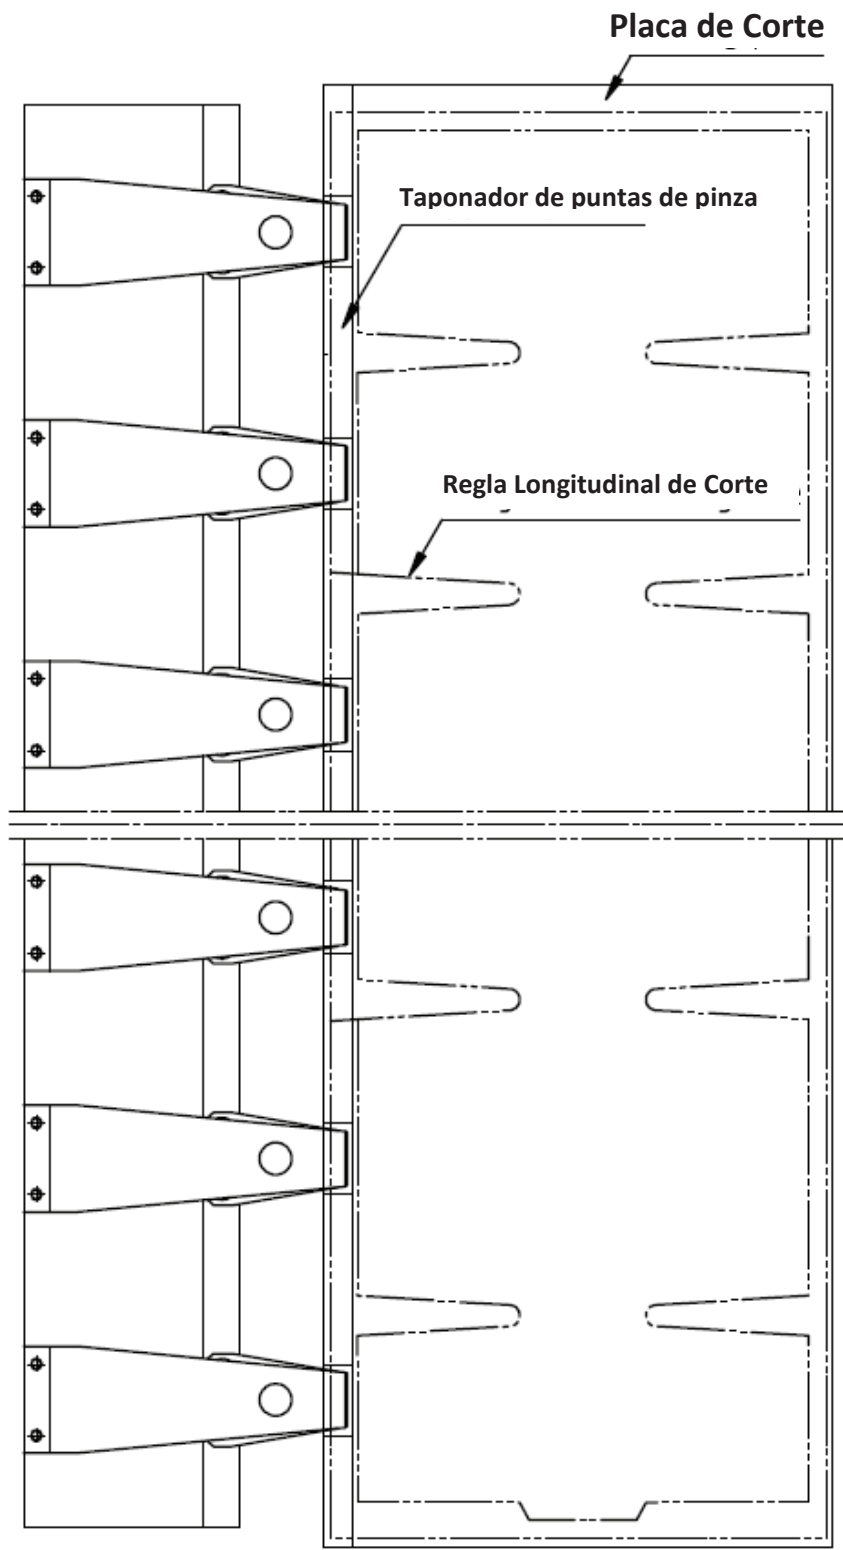 Placa de Corte
Taponador de puntas de pinza
Regla Longitudinal de Corte